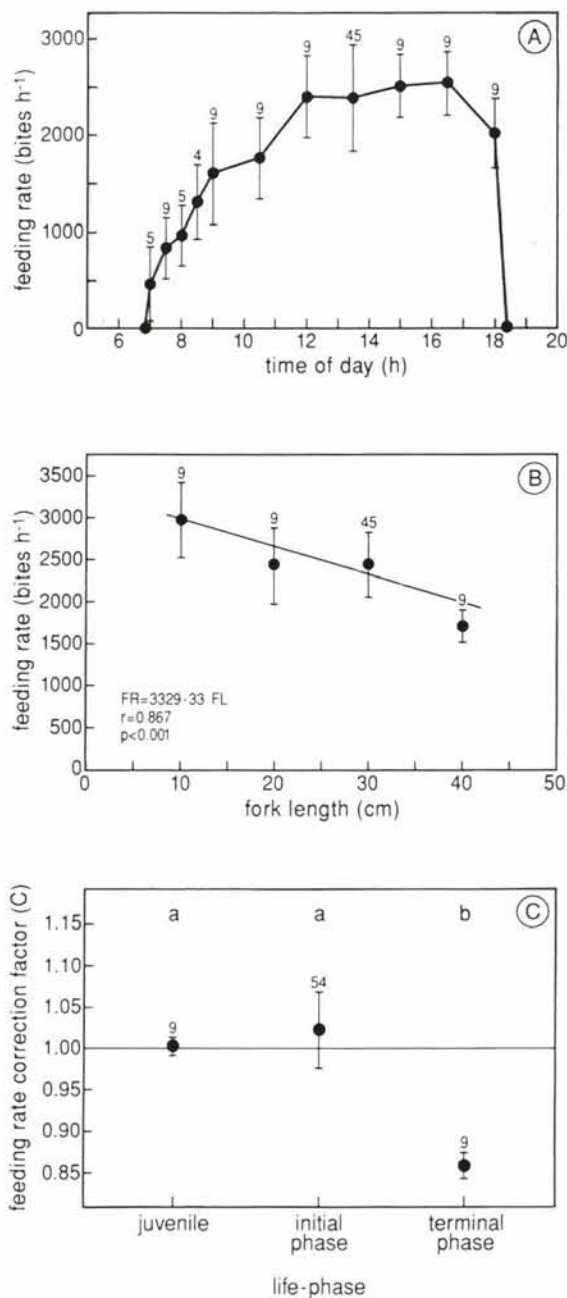 A
3000
2000
1000
0
feeding rate (bites h⁻¹)
5
9
5
4
9
9
9
45
9
9
9
6 8 10 12 14 16 18 20
time of day (h)
B
3500
3000
2500
2000
1500
1000
500
0
feeding rate (bites h⁻¹)
9
9
45
9
FR=3329-33 FL
r=0.867
p<0.001
0 10 20 30 40 50
fork length (cm)
C
1.15
1.10
1.05
1.00
0.95
0.90
0.85
feeding rate correction factor (C)
a a b
9
54
9
juvenile initial terminal
phase phase
life-phase